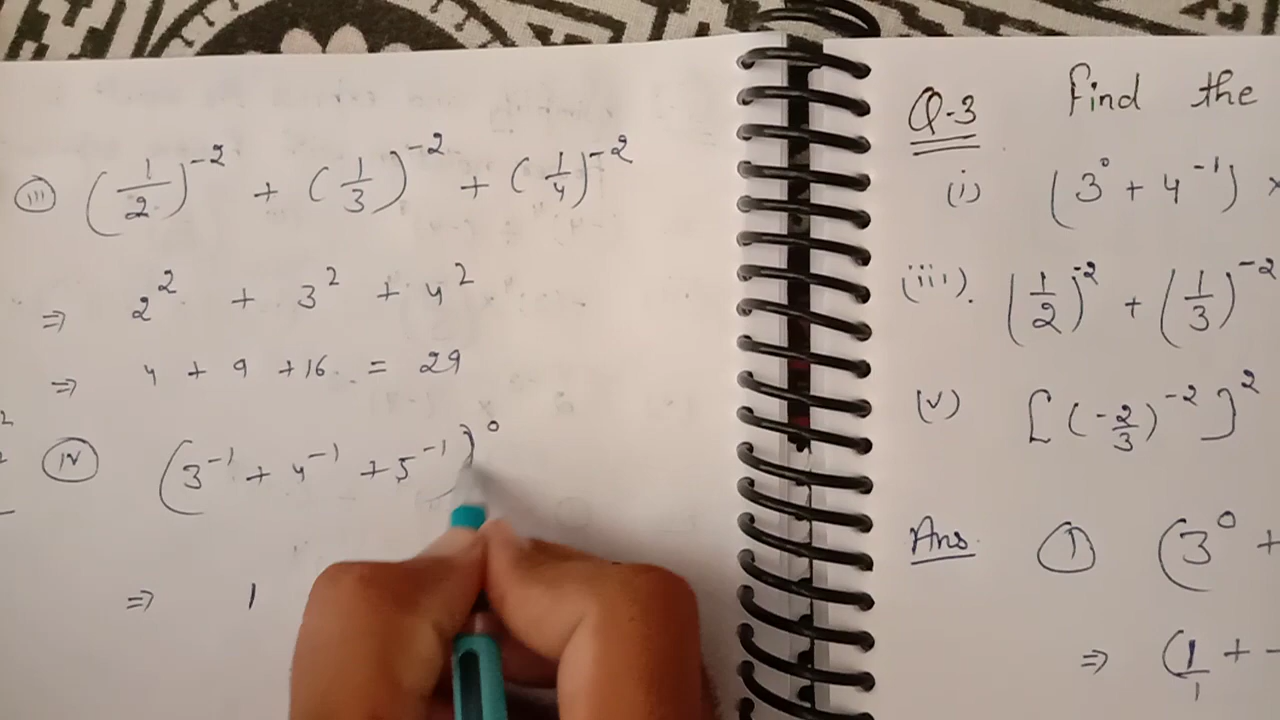 (iii) (1/2)^-2 + (1/3)^-2 + (1/4)^-2
⇒ 2^2 + 3^2 + 4^2
⇒ 4 + 9 + 16 = 29
(iv) (3^-1 + 4^-1 + 5^-1)^0
⇒ 1
Q-3 Find the
(i) (3^0 + 4^-1) ×
(iii). (1/2)^-2 + (1/3)^-2
(v) [(-2/3)^-2]^2
Ans. (I) (3^0 +
⇒ (1/1 +